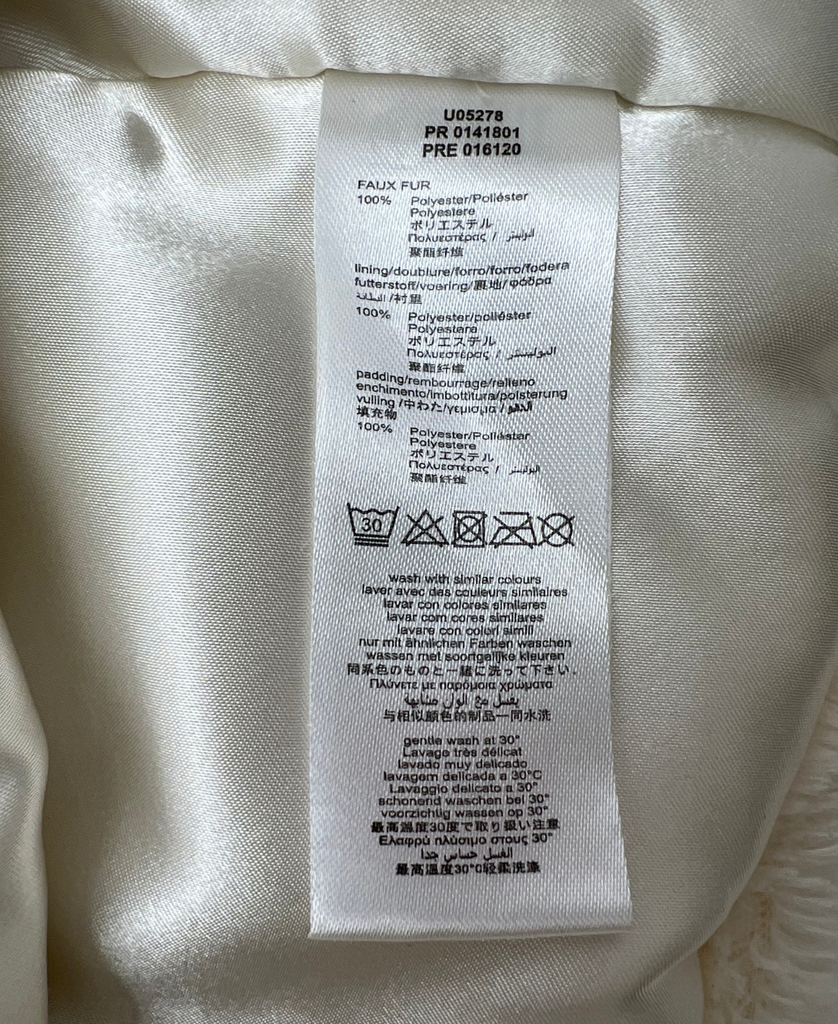 U05278
PR 0141801
PRE 016120
FAUX FUR
100% Polyester/Poliéster
Polyestere
ポリエステル
Πολυεστέρας / البوليستر
聚酯纤维
lining/doublure/forro/forro/fodera
futterstoff/voering/裏地/φόδρα
البطانة /衬里
100% Polyester/poliéster
Polyestere
ポリエステル
Πολυεστέρας / البوليستر
聚酯纤维
padding/rembourrage/relleno
enchimento/imbottitura/polsterung
vulling /中わた/γεμισμα /
填充物
100% Polyester/Poliéster
Polyestere
ポリエステル
Πολυεστέρας / البوليستر
聚酯纤维
30
wash with similar colours
laver avec des couleurs similaires
lavar con colores similares
lavar com cores similares
lavare con colori simili
nur mit ähnlichen Farben waschen
wassen met soortgelijke kleuren
同系色のものと一緒に洗って下さい.
Πλύνετε με παρόμοια χρώματα
يغسل مع الوان مشابهة
与相似颜色的制品一同水洗
gentle wash at 30°
Lavage très délicat
lavado muy delicado
lavagem delicada a 30°C
Lavaggio delicato a 30°
schonend waschen bei 30°
voorzichtig wassen op 30°
最高温度30度で取り扱い注意
Ελαφρύ πλύσιμο στους 30°
الغسل حساس جدا
最高温度30°c轻柔洗涤